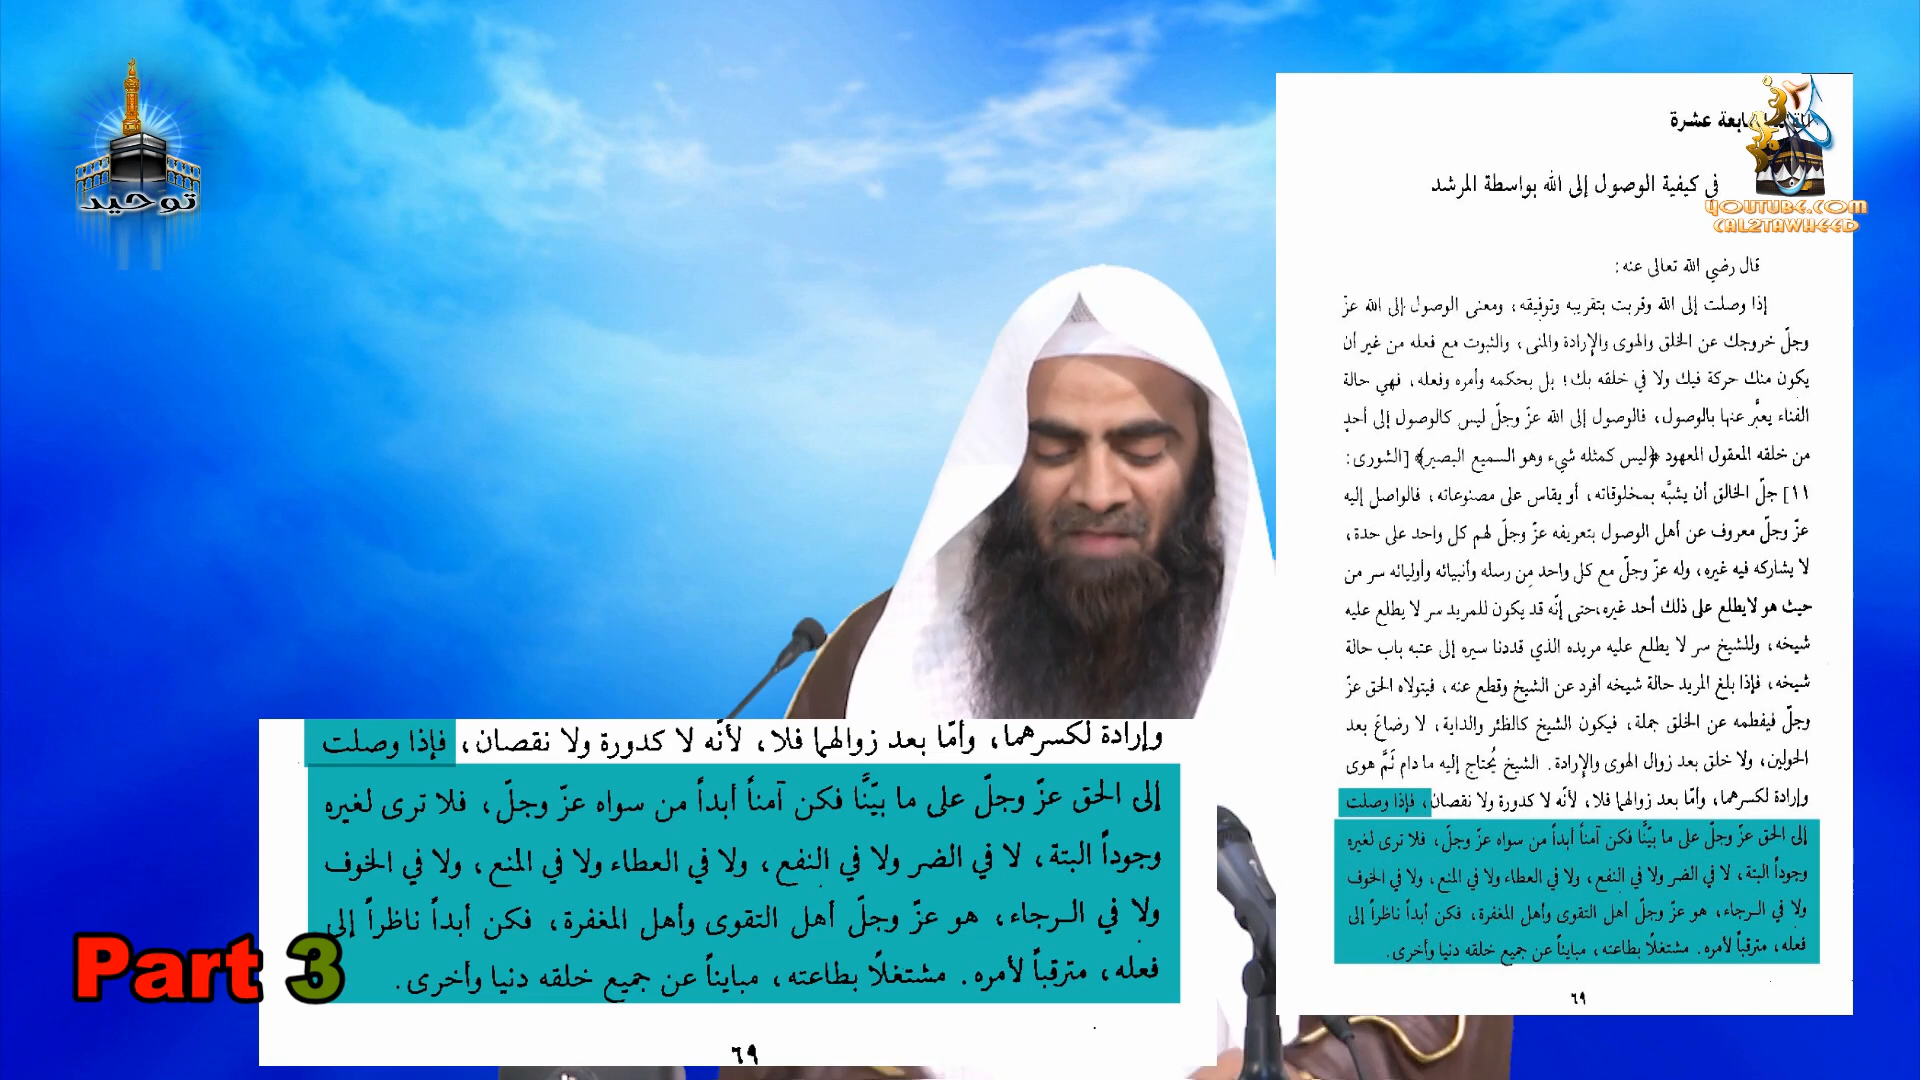 توحيد
بعة عشرة
في كيفية الوصول إلى الله بواسطة المرشد
YOUTUBE.COM
CAL2TAWHEED
قال رضي الله تعالى عنه:
إذا وصلت إلى الله وقربت بتقريبه وتوفيقه، ومعنى الوصول إلى الله عزّ
وجلّ خروجك عن الخلق والهوى والإرادة والمنى، والثبوت مع فعله من غير أن
يكون منك حركة فيك ولا في خلقه بك؛ بل بحكمه وأمره وفعله، فهي حالة
الفناء يعبَّر عنها بالوصول، فالوصول إلى الله عزّ وجلّ ليس كالوصول إلى أحدٍ
من خلقه المعقول المعهود ﴿ليس كمثله شيء وهو السميع البصير﴾ [الشورى:
١١] جلّ الخالق أن يشبَّه بمخلوقاته، أو يقاس على مصنوعاته، فالواصل إليه
عزّ وجلّ معروف عن أهل الوصول بتعريفه عزّ وجلّ لهم كل واحد على حدة،
لا يشاركه فيه غيره، وله عزّ وجلّ مع كل واحد مِن رسله وأنبيائه وأوليائه سر من
حيث هو لايطلع على ذلك أحد غيره،حتى إنّه قد يكون للمريد سر لا يطلع عليه
شيخه، وللشيخ سر لا يطلع عليه مريده الذي قددنا سيره إلى عتبه باب حالة
شيخه، فإذا بلغ المريد حالة شيخه أفرد عن الشيخ وقطع عنه، فيتولاه الحق عزّ
وجلّ فيفطمه عن الخلق جملة، فيكون الشيخ كالظئر والداية، لا رضاعَ بعد
الحولين، ولا خلق بعد زوال الهوى والإرادة. الشيخ يُحتاج إليه ما دام ثَمَّ هوى
وإرادة لكسرهما، وأمّا بعد زوالهما فلا، لأنّه لا كدورة ولا نقصان، فإذا وصلت
إلى الحق عزّ وجلّ على ما بيّنَّا فكن آمناً أبداً من سواه عزّ وجلّ، فلا ترى لغيره
وجوداً البتة، لا في الضر ولا في النفع، ولا في العطاء ولا في المنع، ولا في الخوف
ولا في الرجاء، هو عزّ وجلّ أهل التقوى وأهل المغفرة، فكن أبداً ناظراً إلى
فعله، مترقباً لأمره. مشتغلًا بطاعته، مبايناً عن جميع خلقه دنيا وأخرى.
٦٩
وإرادة لكسرهما، وأمّا بعد زوالهما فلا، لأنّه لا كدورة ولا نقصان، فإذا وصلت
إلى الحق عزّ وجلّ على ما بيّنَّا فكن آمناً أبداً من سواه عزّ وجلّ، فلا ترى لغيره
وجوداً البتة، لا في الضر ولا في النفع، ولا في العطاء ولا في المنع، ولا في الخوف
ولا في الرجاء، هو عزّ وجلّ أهل التقوى وأهل المغفرة، فكن أبداً ناظراً إلى
فعله، مترقباً لأمره. مشتغلًا بطاعته، مبايناً عن جميع خلقه دنيا وأخرى.
٦٩
Part 3